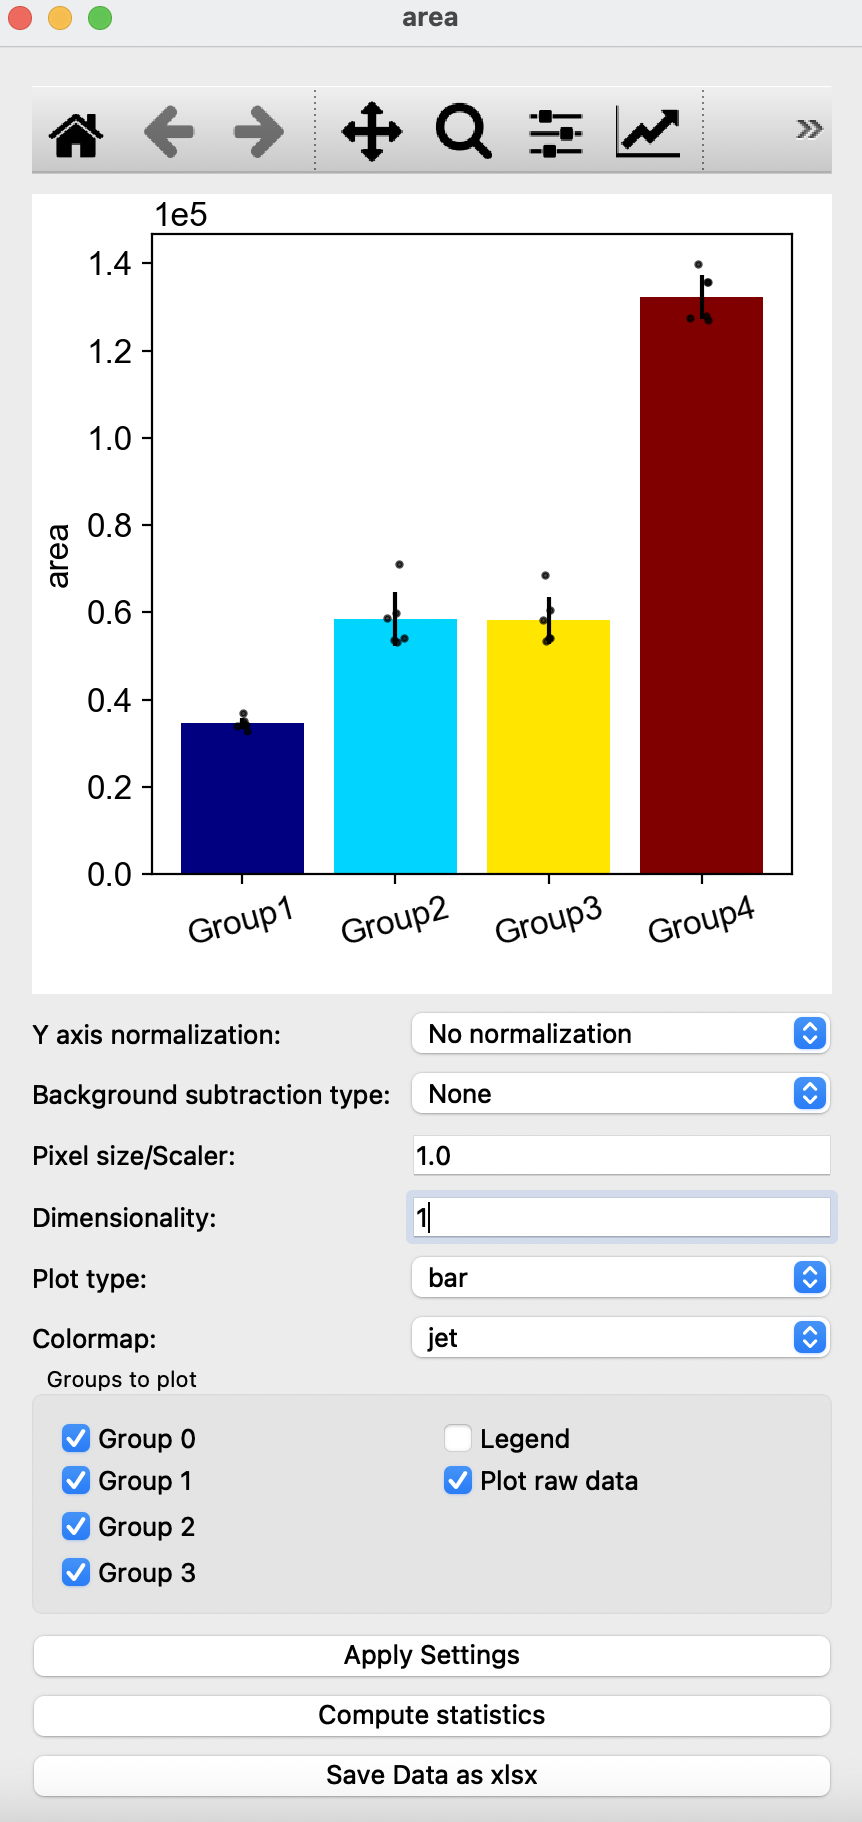 area
»
1e5
1.4
1.2
1.0
0.8
0.6
0.4
0.2
0.0
area
Group1 Group2 Group3 Group4
Y axis normalization: No normalization
Background subtraction type: None
Pixel size/Scaler: 1.0
Dimensionality: 1
Plot type: bar
Colormap: jet
Groups to plot
Group 0 Legend
Group 1 Plot raw data
Group 2
Group 3
Apply Settings
Compute statistics
Save Data as xlsx